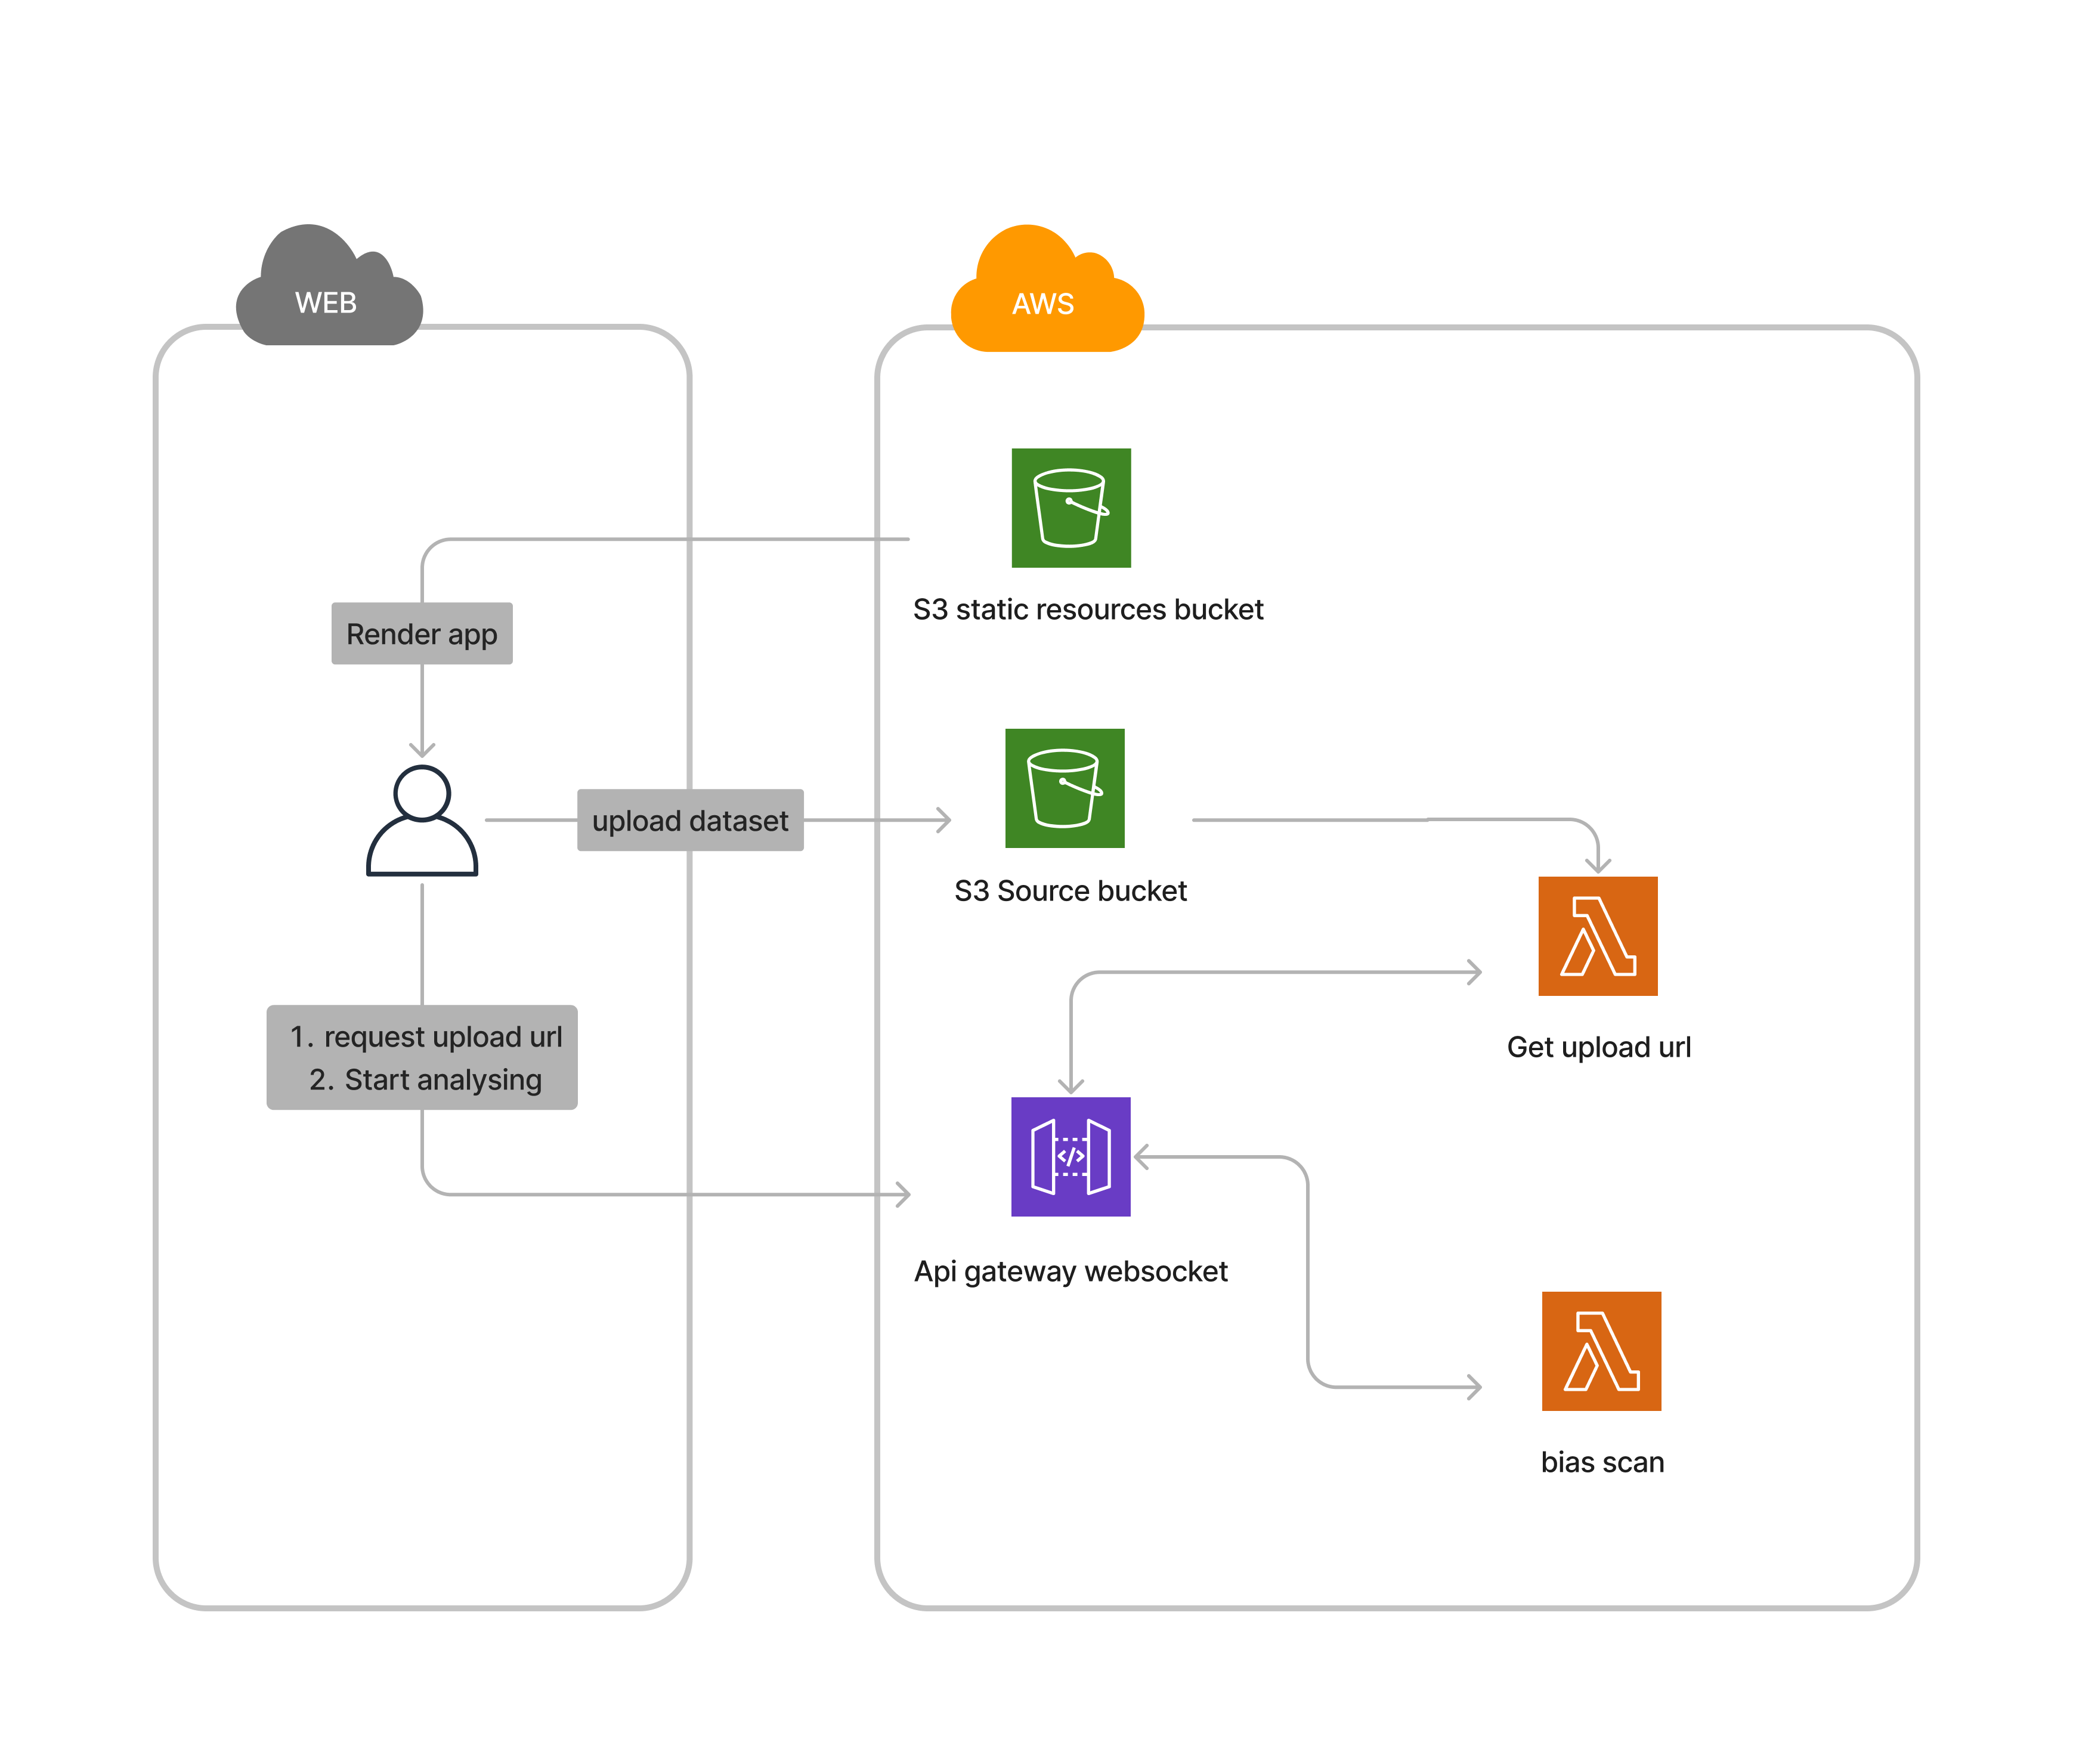 WEB
AWS
S3 static resources bucket
Render app
upload dataset
S3 Source bucket
1. request upload url
2. Start analysing
Get upload url
Api gateway websocket
bias scan